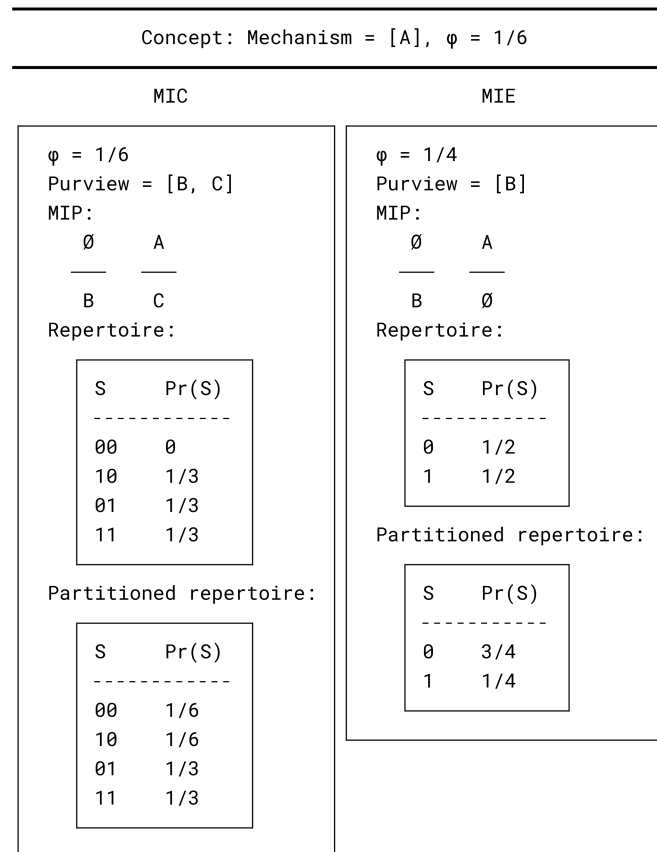 Concept: Mechanism = [A], φ = 1/6
MIC
φ = 1/6
Purview = [B, C]
MIP:
Ø A
B C
Repertoire:
S Pr(S)
------------
00 0
10 1/3
01 1/3
11 1/3
Partitioned repertoire:
S Pr(S)
------------
00 1/6
10 1/6
01 1/3
11 1/3
MIE
φ = 1/4
Purview = [B]
MIP:
Ø A
B Ø
Repertoire:
S Pr(S)
-----------
0 1/2
1 1/2
Partitioned repertoire:
S Pr(S)
-----------
0 3/4
1 1/4